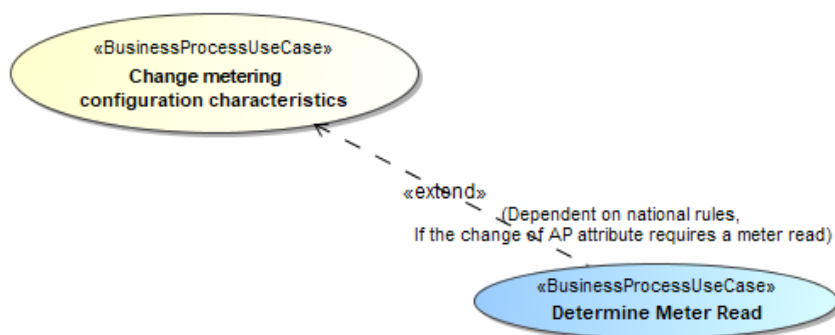 «BusinessProcessUseCase»
Change metering
configuration characteristics
«extend»
(Dependent on national rules,
If the change of AP attribute requires a meter read)
«BusinessProcessUseCase»
Determine Meter Read